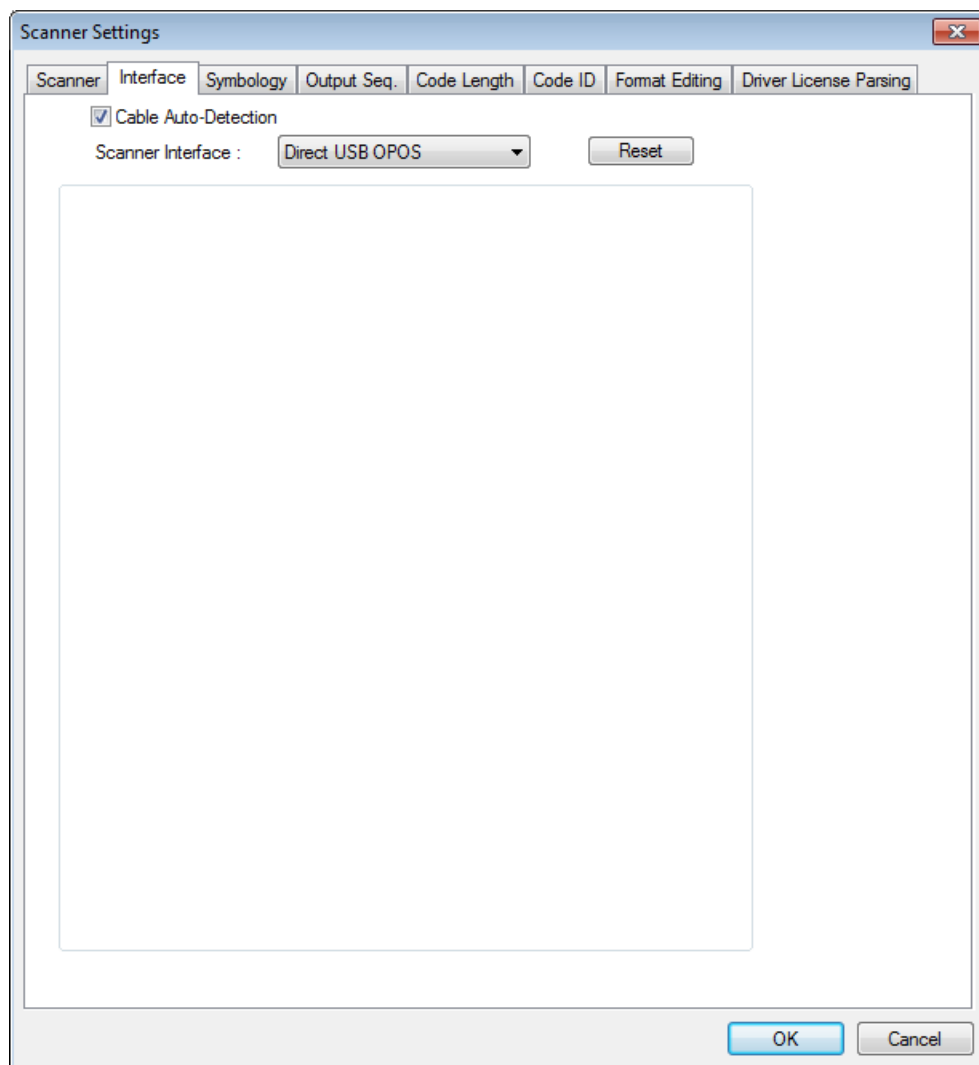 Scanner Settings
Scanner Interface Symbology Output Seq. Code Length Code ID Format Editing Driver License Parsing
Cable Auto-Detection
Scanner Interface : Direct USB OPOS Reset
OK Cancel